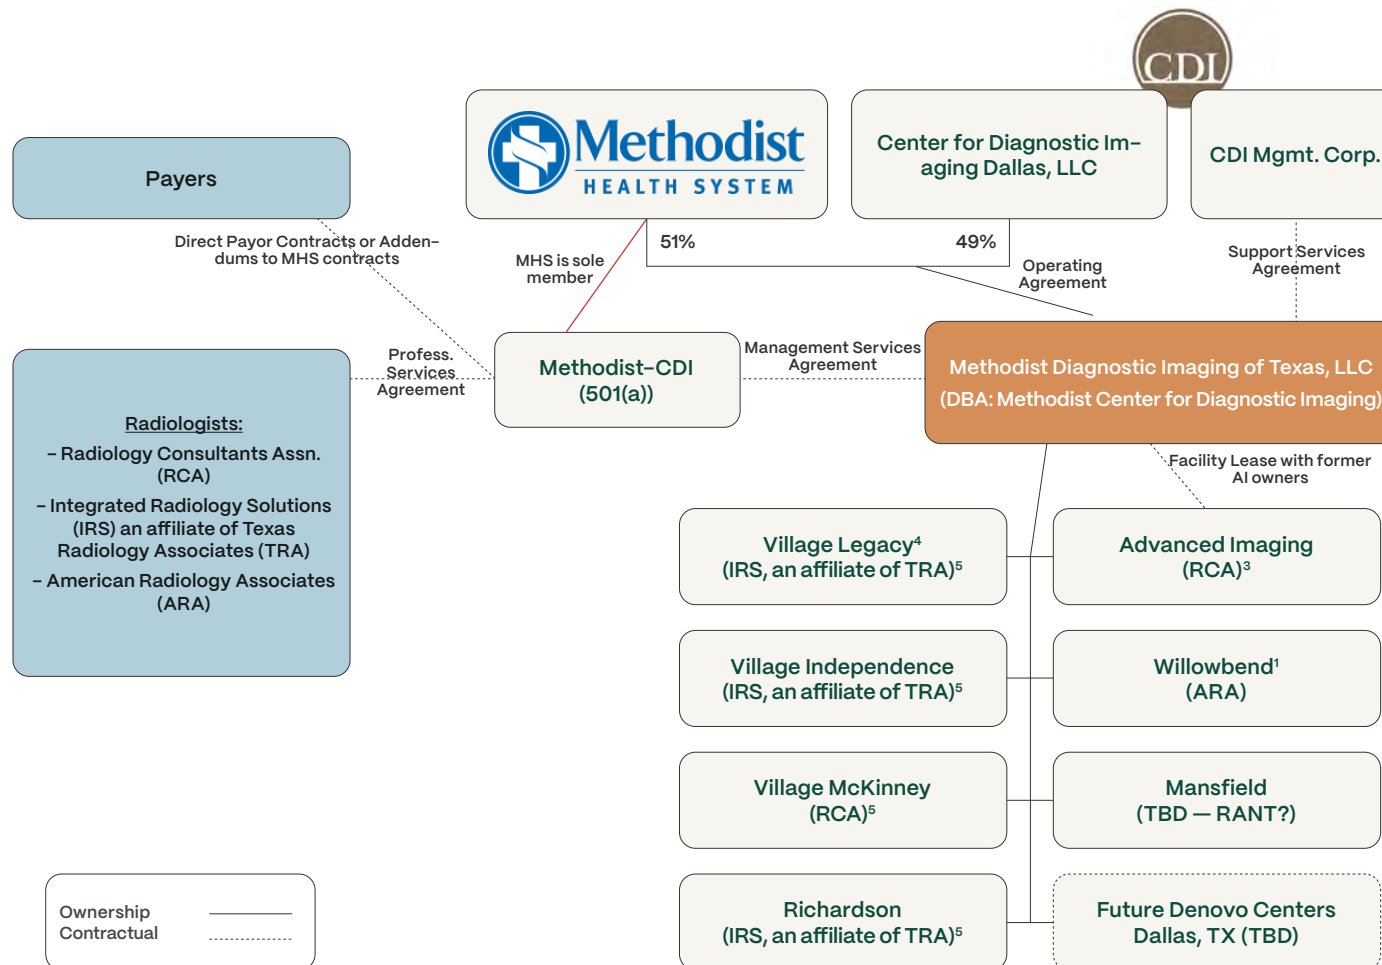 CDI
Methodist
HEALTH SYSTEM
Center for Diagnostic Im-
aging Dallas, LLC
CDI Mgmt. Corp.
Payers
Direct Payor Contracts or Adden-
dums to MHS contracts
MHS is sole
member
51%
49%
Operating
Agreement
Support Services
Agreement
Profess.
Services
Agreement
Methodist-CDI
(501(a))
Management Services
Agreement
Methodist Diagnostic Imaging of Texas, LLC
(DBA: Methodist Center for Diagnostic Imaging)
Radiologists:
– Radiology Consultants Assn.
(RCA)
– Integrated Radiology Solutions
(IRS) an affiliate of Texas
Radiology Associates (TRA)
– American Radiology Associates
(ARA)
Facility Lease with former
AI owners
Village Legacy⁴
(IRS, an affiliate of TRA)⁵
Advanced Imaging
(RCA)³
Village Independence
(IRS, an affiliate of TRA)⁵
Willowbend¹
(ARA)
Village McKinney
(RCA)⁵
Mansfield
(TBD — RANT?)
Richardson
(IRS, an affiliate of TRA)⁵
Future Denovo Centers
Dallas, TX (TBD)
Ownership
Contractual